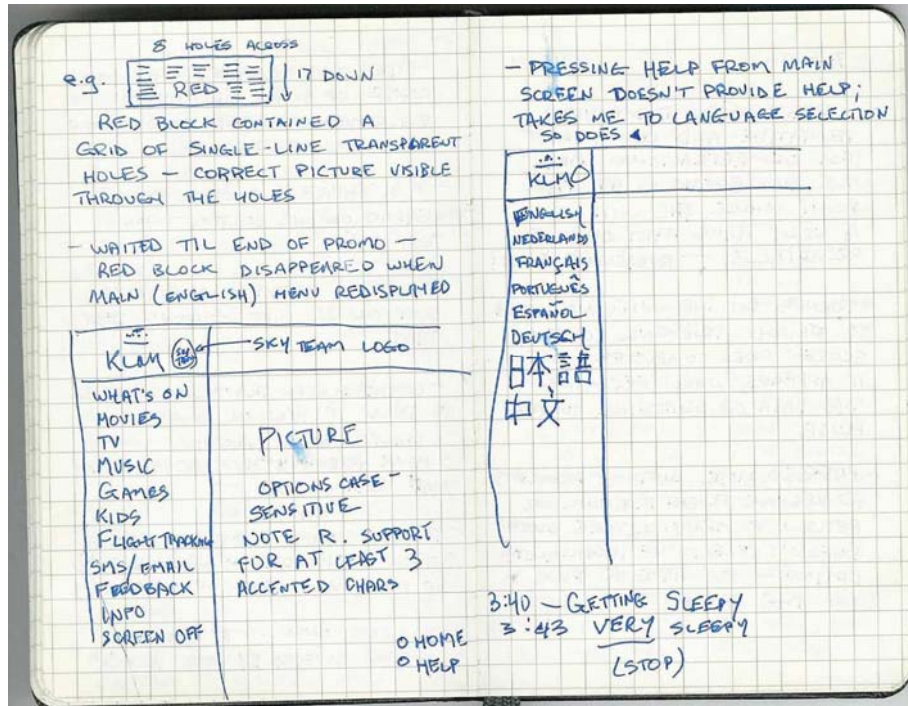 8 HOLES ACROSS
e.g.
RED
17 DOWN
RED BLOCK CONTAINED A
GRID OF SINGLE-LINE TRANSPARENT
HOLES – CORRECT PICTURE VISIBLE
THROUGH THE HOLES
– WAITED TIL END OF PROMO –
RED BLOCK DISAPPEARED WHEN
MAIN (ENGLISH) MENU REDISPLAYED
KLM
SKY TEAM
SKY TEAM LOGO
WHAT'S ON
MOVIES
TV
MUSIC
GAMES
KIDS
FLIGHT TRACKING
SMS/EMAIL
FEEDBACK
INFO
SCREEN OFF
PICTURE
OPTIONS CASE-
SENSITIVE
NOTE R. SUPPORT
FOR AT LEAST 3
ACCENTED CHARS
HOME
HELP
– PRESSING HELP FROM MAIN
SCREEN DOESN'T PROVIDE HELP;
TAKES ME TO LANGUAGE SELECTION
SO DOES
KLM
ENGLISH
NEDERLANDS
FRANÇAIS
PORTUGUÊS
ESPAÑOL
DEUTSCH
日本語
中文
3:40 – GETTING SLEEPY
3:43 VERY SLEEPY
(STOP)